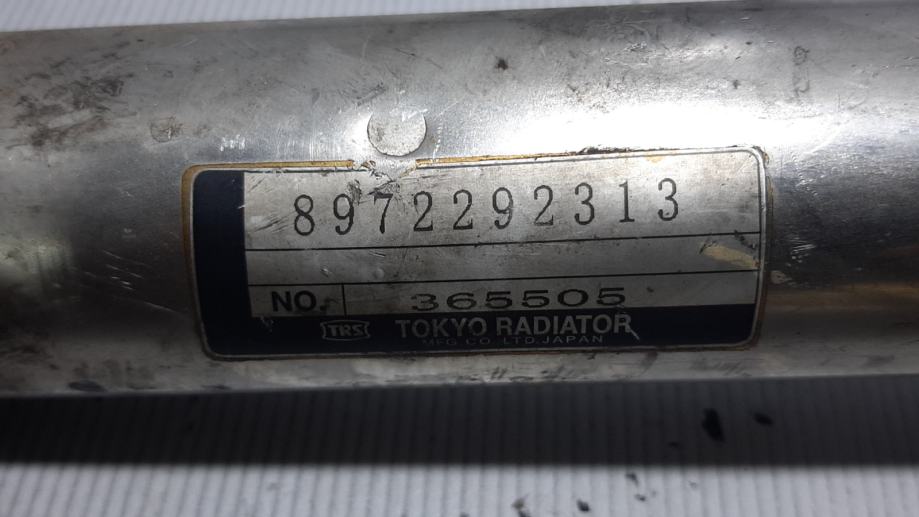 8972292313
NO. 365505
TRS TOKYO RADIATOR
MFG.CO.,LTD.JAPAN